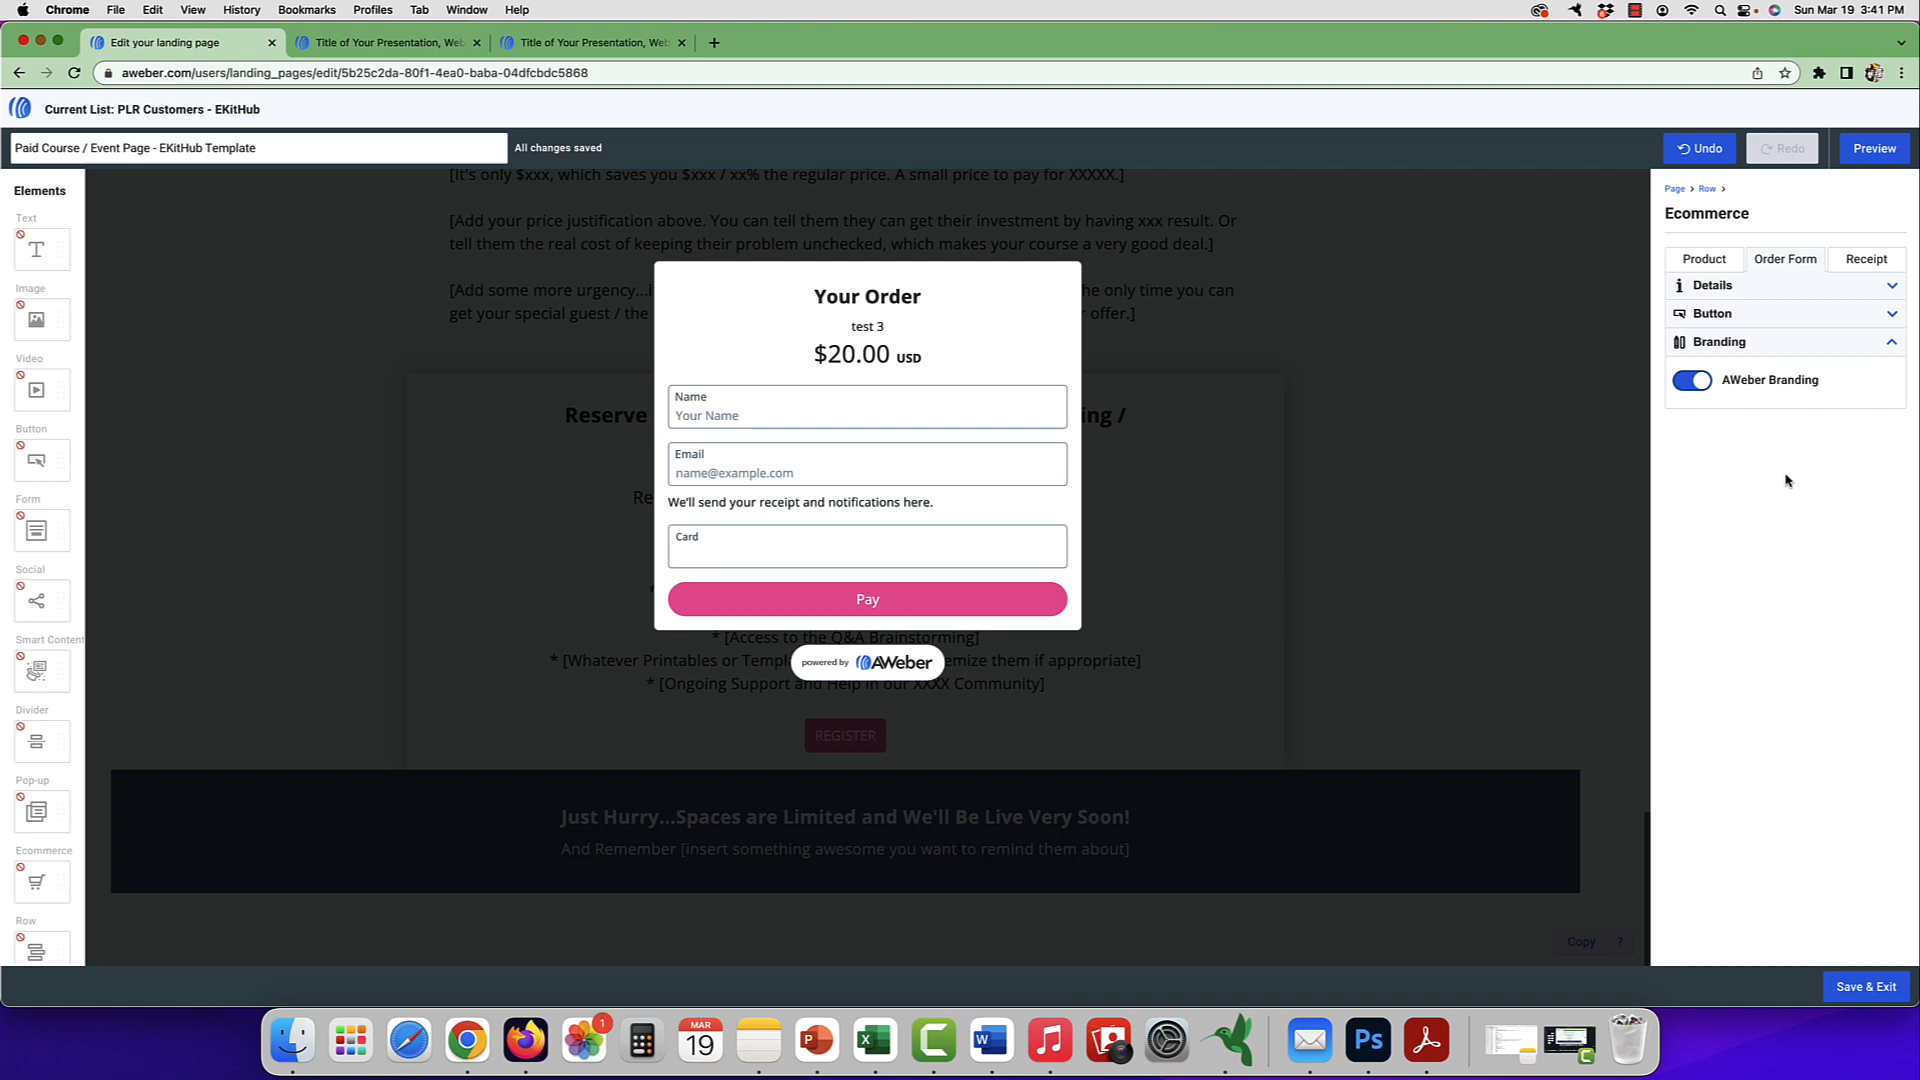 Chrome File Edit View History Bookmarks Profiles Tab Window Help
Sun Mar 19 3:41 PM
Edit your landing page
Title of Your Presentation, Web
Title of Your Presentation, Web
aweber.com/users/landing_pages/edit/5b25c2da-80f1-4ea0-baba-04dfcbdc5868
Current List: PLR Customers - EKitHub
Paid Course / Event Page - EKitHub Template
All changes saved
Undo
Redo
Preview
Elements
Text
Image
Video
Button
Form
Social
Smart Content
Divider
Pop-up
Ecommerce
Row
[It's only $xxx, which saves you $xxx / xx% the regular price. A small price to pay for XXXXX.]
[Add your price justification above. You can tell them they can get their investment by having xxx result. Or
tell them the real cost of keeping their problem unchecked, which makes your course a very good deal.]
[Add some more urgency...i
he only time you can
get your special guest / the
r offer.]
Your Order
test 3
$20.00 USD
Name
Your Name
Email
name@example.com
We'll send your receipt and notifications here.
Card
Pay
powered by AWeber
Reserve
ing /
Re
*
* [Access to the Q&A Brainstorming]
* [Whatever Printables or Templa
emize them if appropriate]
* [Ongoing Support and Help in our XXXX Community]
REGISTER
Just Hurry...Spaces are Limited and We'll Be Live Very Soon!
And Remember [insert something awesome you want to remind them about]
Copy ?
Page > Row >
Ecommerce
Product
Order Form
Receipt
Details
Button
Branding
AWeber Branding
Save & Exit
1
MAR
19
P
X
C
W
Ps